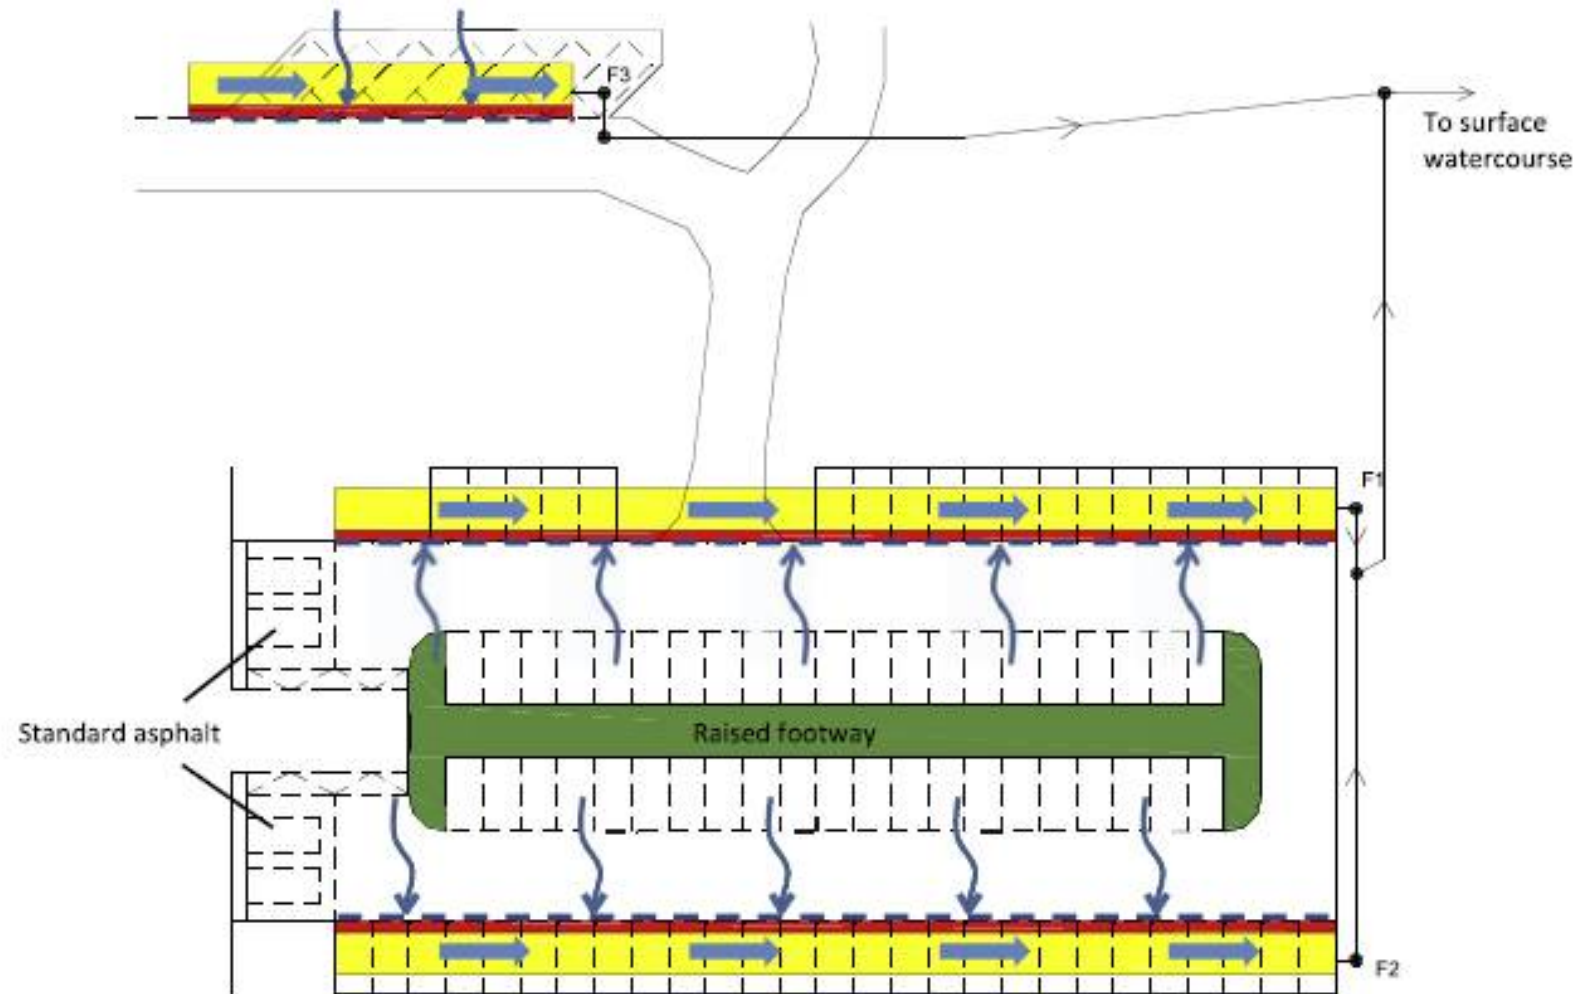 F3
To surface
watercourse
F1
Standard asphalt
Raised footway
F2